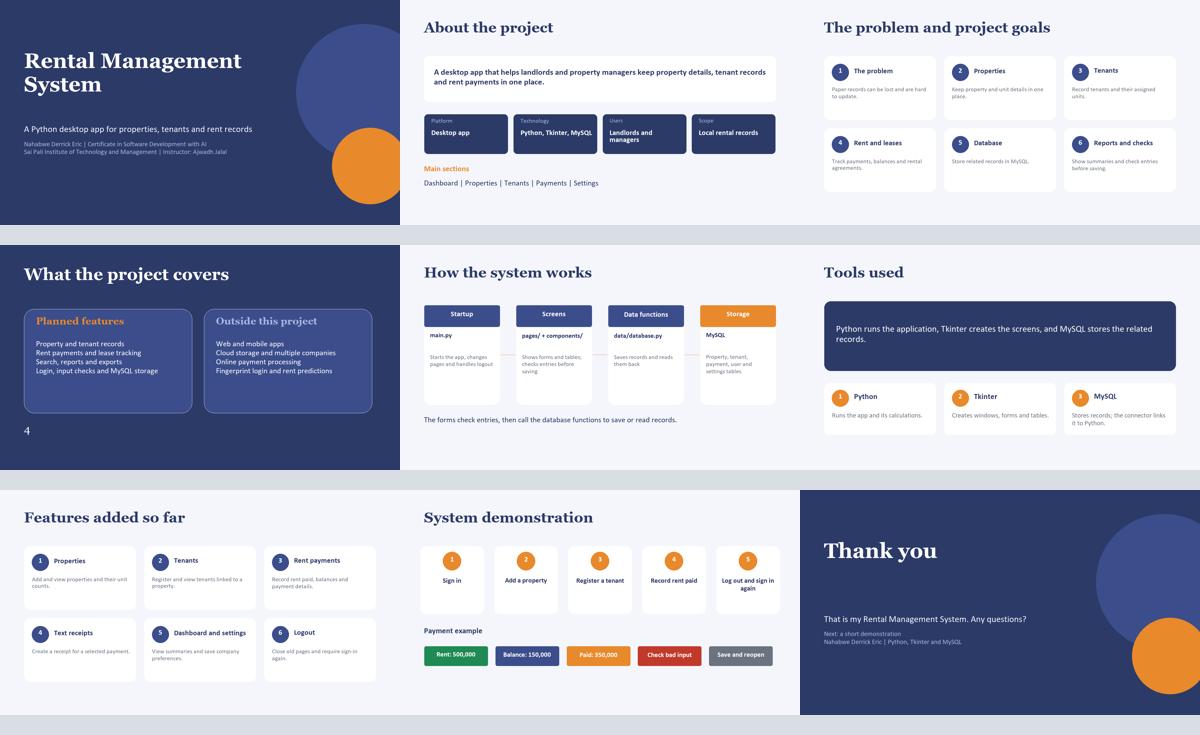 Rental Management
System
A Python desktop app for properties, tenants and rent records
Nahabwe Derrick Eric | Certificate in Software Development with AI
Sai Pali Institute of Technology and Management | Instructor: Ajwadh Jalal
About the project
A desktop app that helps landlords and property managers keep property details, tenant records
and rent payments in one place.
Platform
Desktop app
Technology
Python, Tkinter, MySQL
Users
Landlords and
managers
Scope
Local rental records
Main sections
Dashboard | Properties | Tenants | Payments | Settings
The problem and project goals
1 The problem
Paper records can be lost and are hard
to update.
2 Properties
Keep property and unit details in one
place.
3 Tenants
Record tenants and their assigned
units.
4 Rent and leases
Track payments, balances and rental
agreements.
5 Database
Store related records in MySQL.
6 Reports and checks
Show summaries and check entries
before saving.
What the project covers
Planned features
Property and tenant records
Rent payments and lease tracking
Search, reports and exports
Login, input checks and MySQL storage
Outside this project
Web and mobile apps
Cloud storage and multiple companies
Online payment processing
Fingerprint login and rent predictions
4
How the system works
Startup
main.py
Starts the app, changes
pages and handles logout
Screens
pages/ + components/
Shows forms and tables;
checks entries before
saving
Data functions
data/database.py
Saves records and reads
them back
Storage
MySQL
Property, tenant,
payment, user and
settings tables
The forms check entries, then call the database functions to save or read records.
Tools used
Python runs the application, Tkinter creates the screens, and MySQL stores the related
records.
1 Python
Runs the app and its calculations.
2 Tkinter
Creates windows, forms and tables.
3 MySQL
Stores records; the connector links
it to Python.
Features added so far
1 Properties
Add and view properties and their unit
counts.
2 Tenants
Register and view tenants linked to a
property.
3 Rent payments
Record rent paid, balances and
payment details.
4 Text receipts
Create a receipt for a selected payment.
5 Dashboard and settings
View summaries and save company
preferences.
6 Logout
Close old pages and require sign-in
again.
System demonstration
1
Sign in
2
Add a property
3
Register a tenant
4
Record rent paid
5
Log out and sign in
again
Payment example
Rent: 500,000
Balance: 150,000
Paid: 350,000
Check bad input
Save and reopen
Thank you
That is my Rental Management System. Any questions?
Next: a short demonstration
Nahabwe Derrick Eric | Python, Tkinter and MySQL